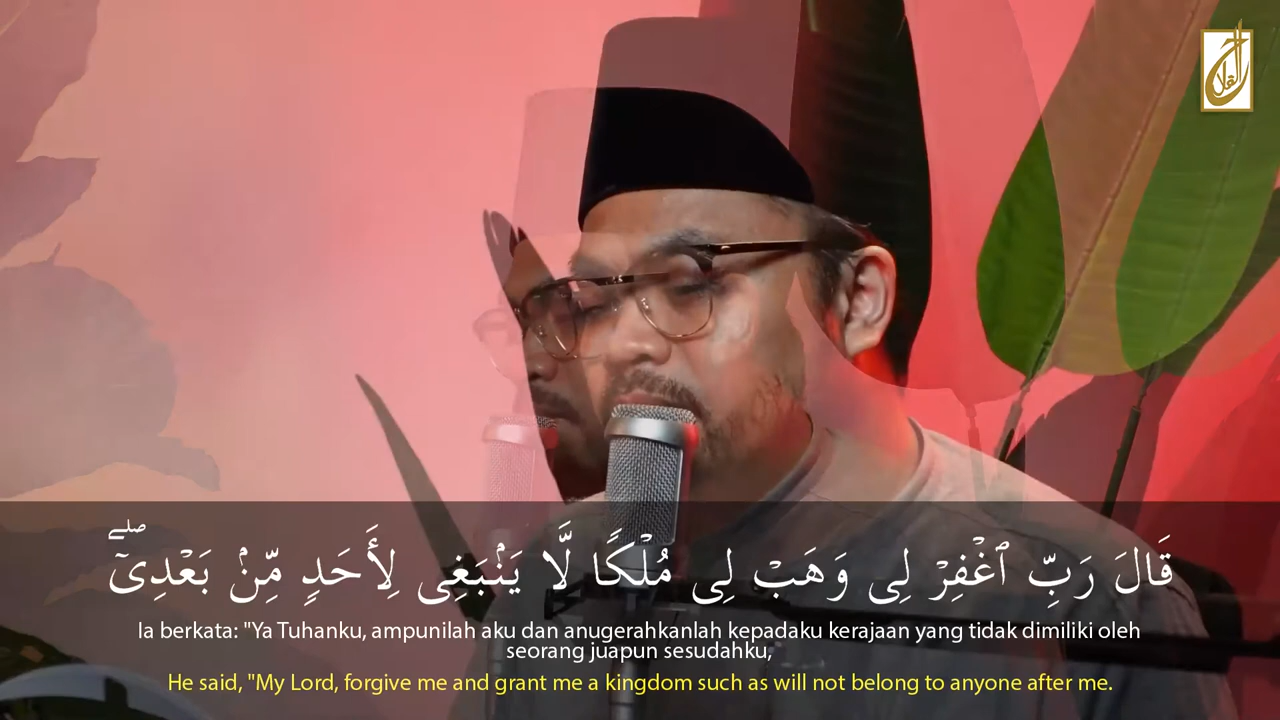 قَالَ رَبِّ ٱغْفِرْ لِى وَهَبْ لِى مُلْكًا لَّا يَنۢبَغِى لِأَحَدٍ مِّنۢ بَعْدِىٓ ۖ
Ia berkata: "Ya Tuhanku, ampunilah aku dan anugerahkanlah kepadaku kerajaan yang tidak dimiliki oleh
seorang juapun sesudahku,
He said, "My Lord, forgive me and grant me a kingdom such as will not belong to anyone after me.